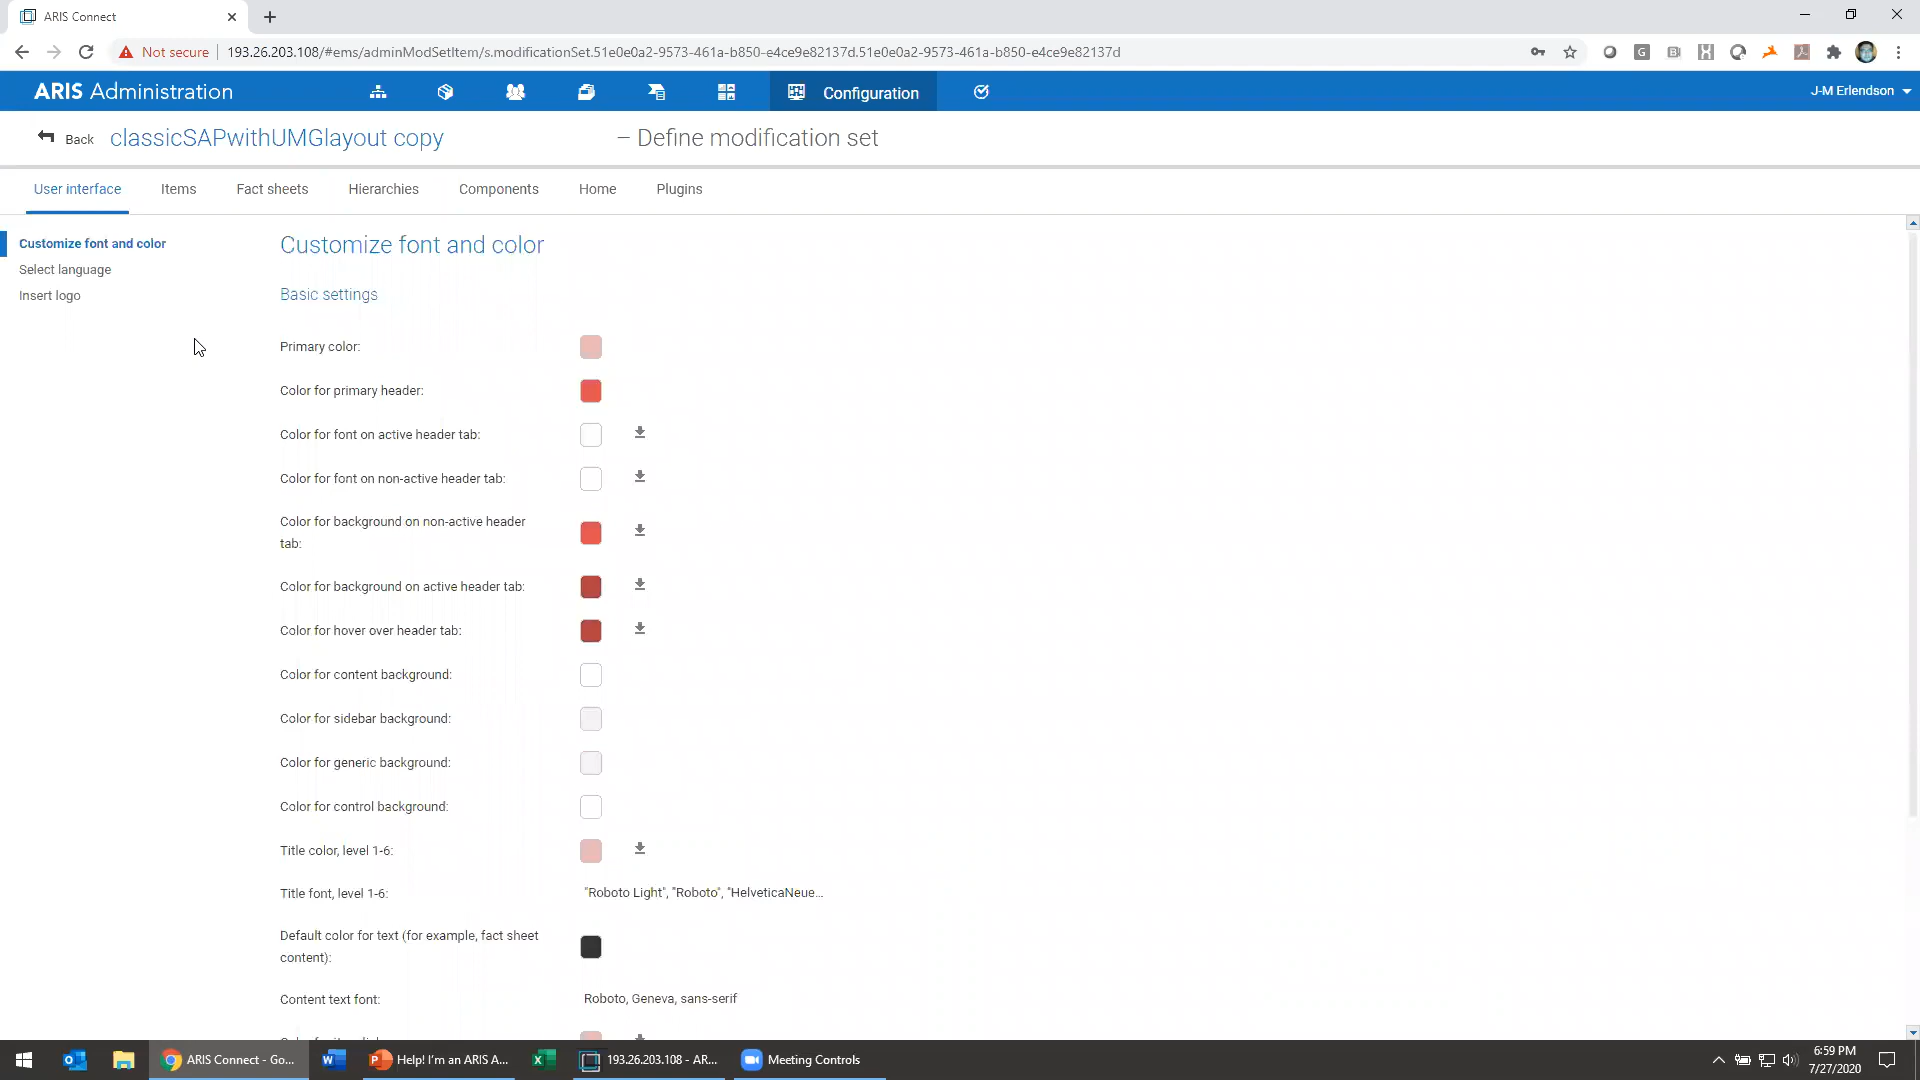 ARIS Connect
Not secure
193.26.203.108/#ems/adminModSetItem/s.modificationSet.51e0e0a2-9573-461a-b850-e4ce9e82137d.51e0e0a2-9573-461a-b850-e4ce9e82137d
ARIS Administration
Configuration
J-M Erlendson
Back
classicSAPwithUMGlayout copy
– Define modification set
User interface
Items
Fact sheets
Hierarchies
Components
Home
Plugins
Customize font and color
Select language
Insert logo
Customize font and color
Basic settings
Primary color:
Color for primary header:
Color for font on active header tab:
Color for font on non-active header tab:
Color for background on non-active header
tab:
Color for background on active header tab:
Color for hover over header tab:
Color for content background:
Color for sidebar background:
Color for generic background:
Color for control background:
Title color, level 1-6:
Title font, level 1-6:
"Roboto Light", "Roboto", "HelveticaNeue...
Default color for text (for example, fact sheet
content):
Content text font:
Roboto, Geneva, sans-serif
ARIS Connect - Go...
Help! I'm an ARIS A...
193.26.203.108 - AR...
Meeting Controls
6:59 PM
7/27/2020